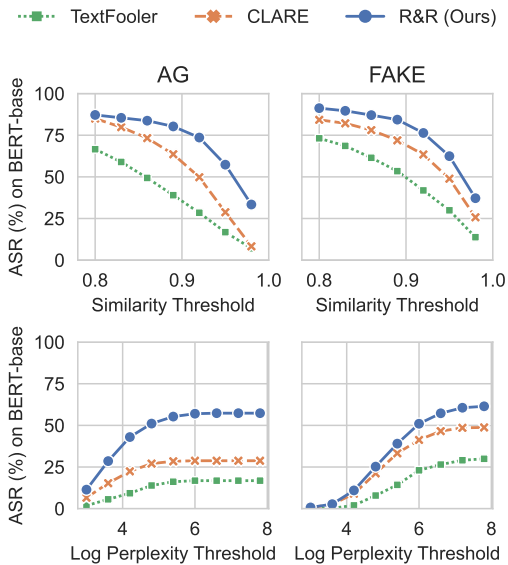 TextFooler CLARE R&R (Ours)
AG FAKE
ASR (%) on BERT-base
100
75
50
25
0
0.8 0.9 1.0 0.8 0.9 1.0
Similarity Threshold Similarity Threshold
ASR (%) on BERT-base
100
75
50
25
0
4 6 8 4 6 8
Log Perplexity Threshold Log Perplexity Threshold